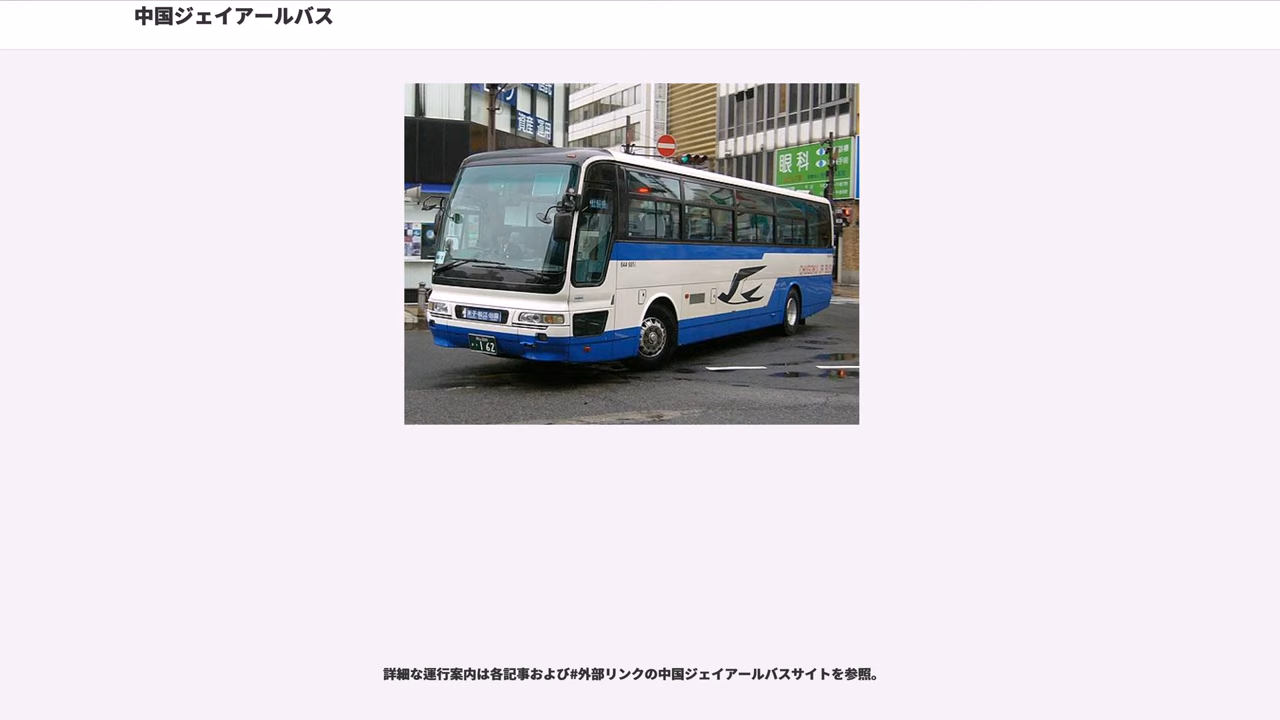 中国ジェイアールバス
眼科
162
詳細な運行案内は各記事および#外部リンクの中国ジェイアールバスサイトを参照。